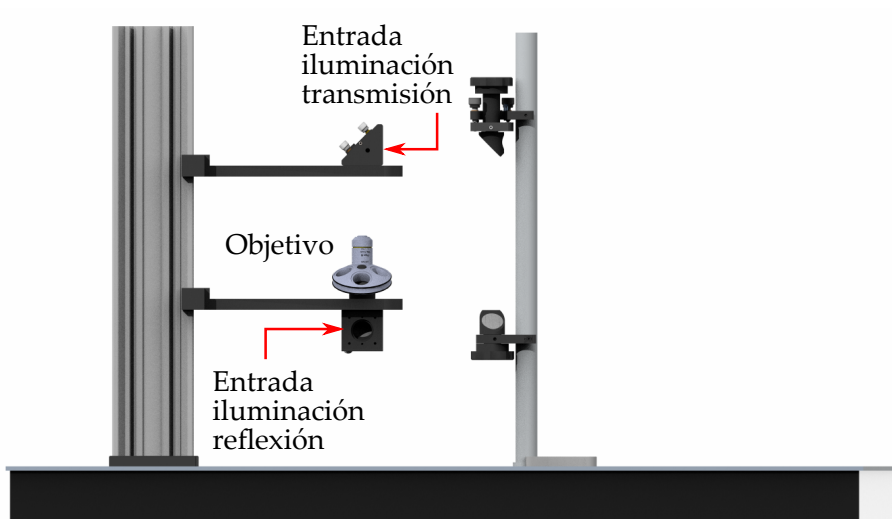 Entrada
iluminación
transmisión
Objetivo
Entrada
iluminación
reflexión